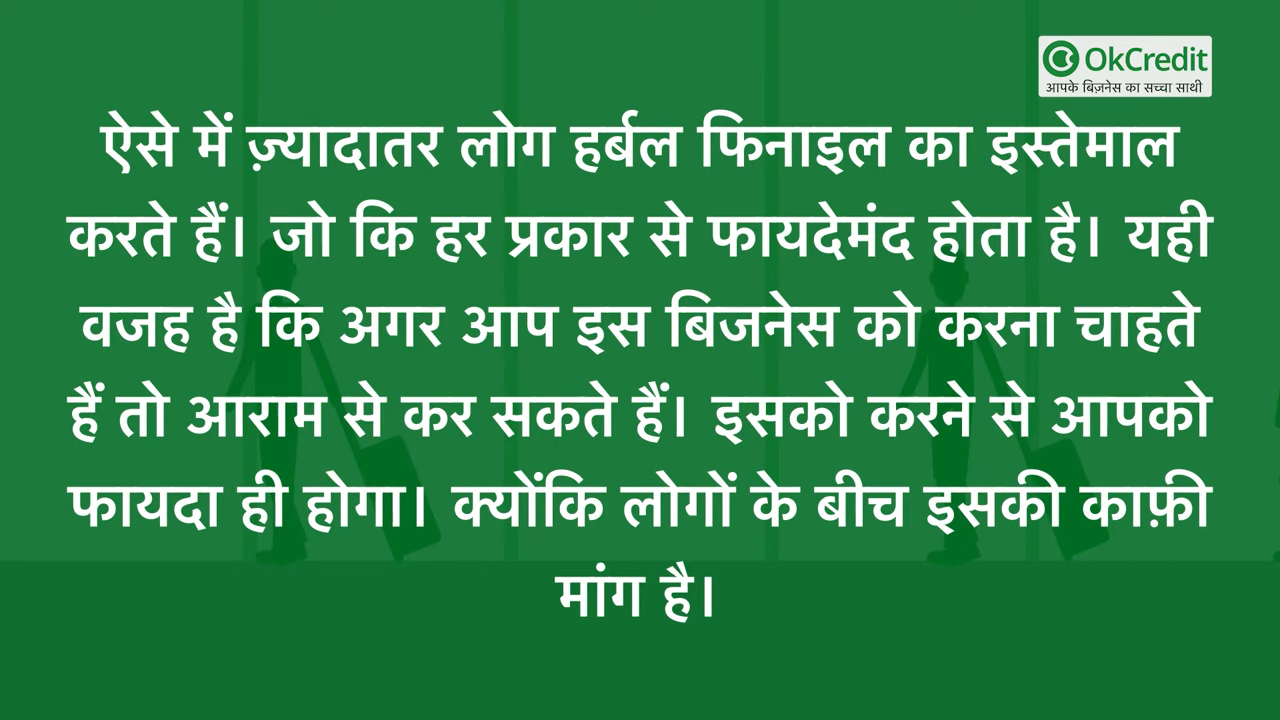 OkCredit
आपके बिज़नेस का सच्चा साथी
ऐसे में ज़्यादातर लोग हर्बल फिनाइल का इस्तेमाल
करते हैं। जो कि हर प्रकार से फायदेमंद होता है। यही
वजह है कि अगर आप इस बिजनेस को करना चाहते
हैं तो आराम से कर सकते हैं। इसको करने से आपको
फायदा ही होगा। क्योंकि लोगों के बीच इसकी काफ़ी
मांग है।